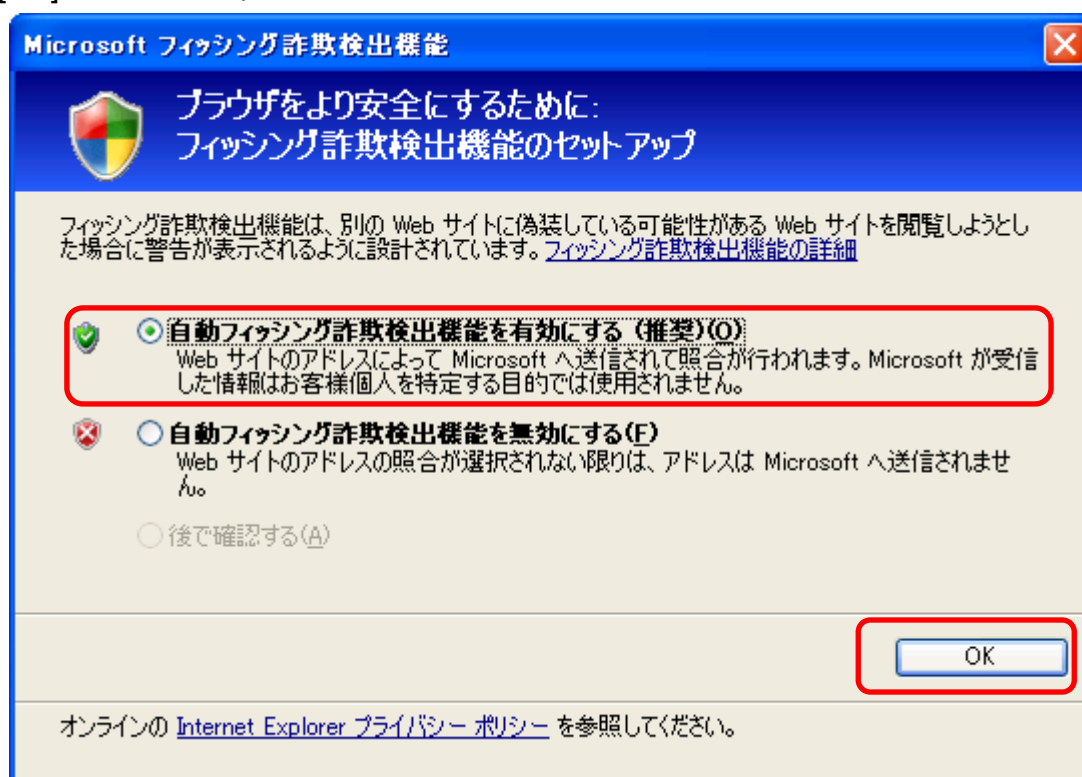 Microsoft フィッシング詐欺検出機能
ブラウザをより安全にするために:
フィッシング詐欺検出機能のセットアップ
フィッシング詐欺検出機能は、別の Web サイトに偽装している可能性がある Web サイトを閲覧しようとし
た場合に警告が表示されるように設計されています。フィッシング詐欺検出機能の詳細
自動フィッシング詐欺検出機能を有効にする (推奨)(O)
Web サイトのアドレスによって Microsoft へ送信されて照合が行われます。Microsoft が受信
した情報はお客様個人を特定する目的では使用されません。
自動フィッシング詐欺検出機能を無効にする(F)
Web サイトのアドレスの照合が選択されない限りは、アドレスは Microsoft へ送信されませ
ん。
後で確認する(A)
OK
オンラインの Internet Explorer プライバシー ポリシー を参照してください。